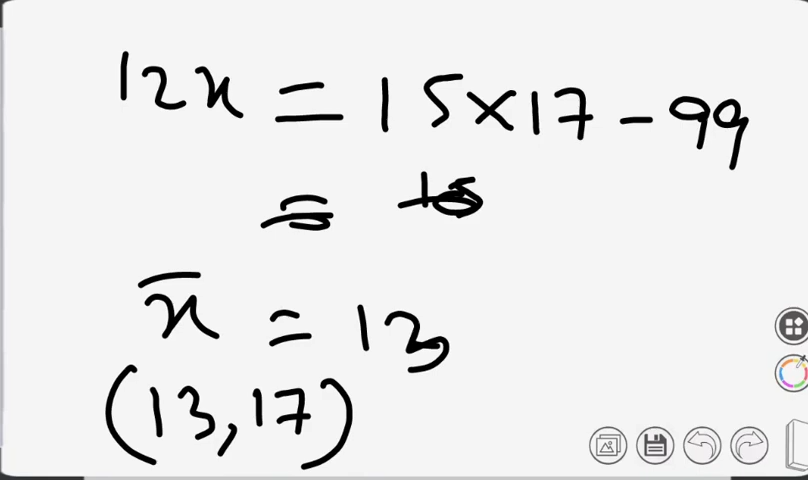 12x = 15×17-99
=
x̄ = 13
(13,17)